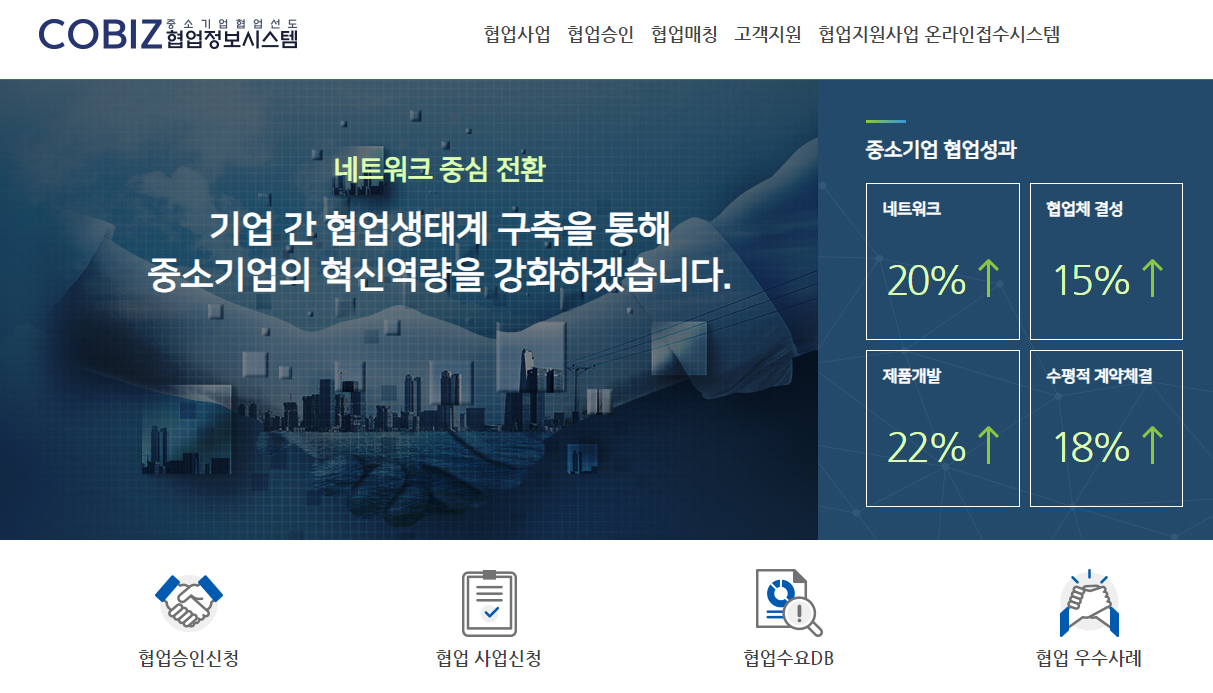 COBIZ 중소기업협업선도
협업정보시스템
협업사업 협업승인 협업매칭 고객지원 협업지원사업 온라인접수시스템
네트워크 중심 전환
기업 간 협업생태계 구축을 통해
중소기업의 혁신역량을 강화하겠습니다.
중소기업 협업성과
네트워크
20% ↑
협업체 결성
15% ↑
제품개발
22% ↑
수평적 계약체결
18% ↑
협업승인신청
협업 사업신청
협업수요DB
협업 우수사례